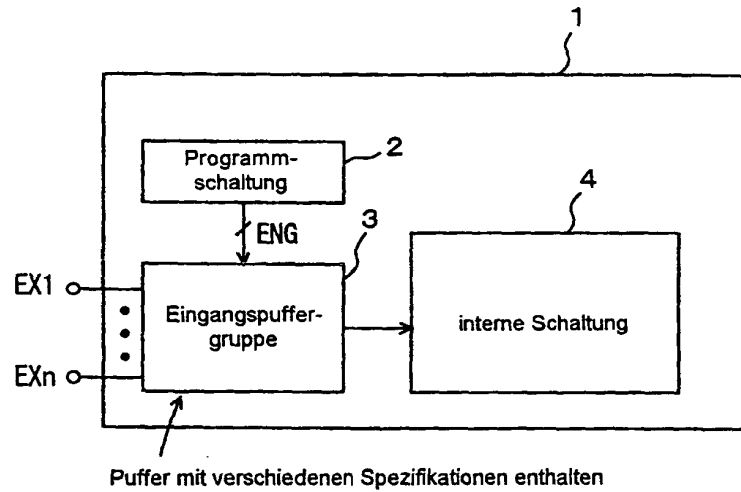 1
Programm-
schaltung
2
ENG
3
4
EX1
Eingangspuffer-
gruppe
interne Schaltung
EXn
Puffer mit verschiedenen Spezifikationen enthalten